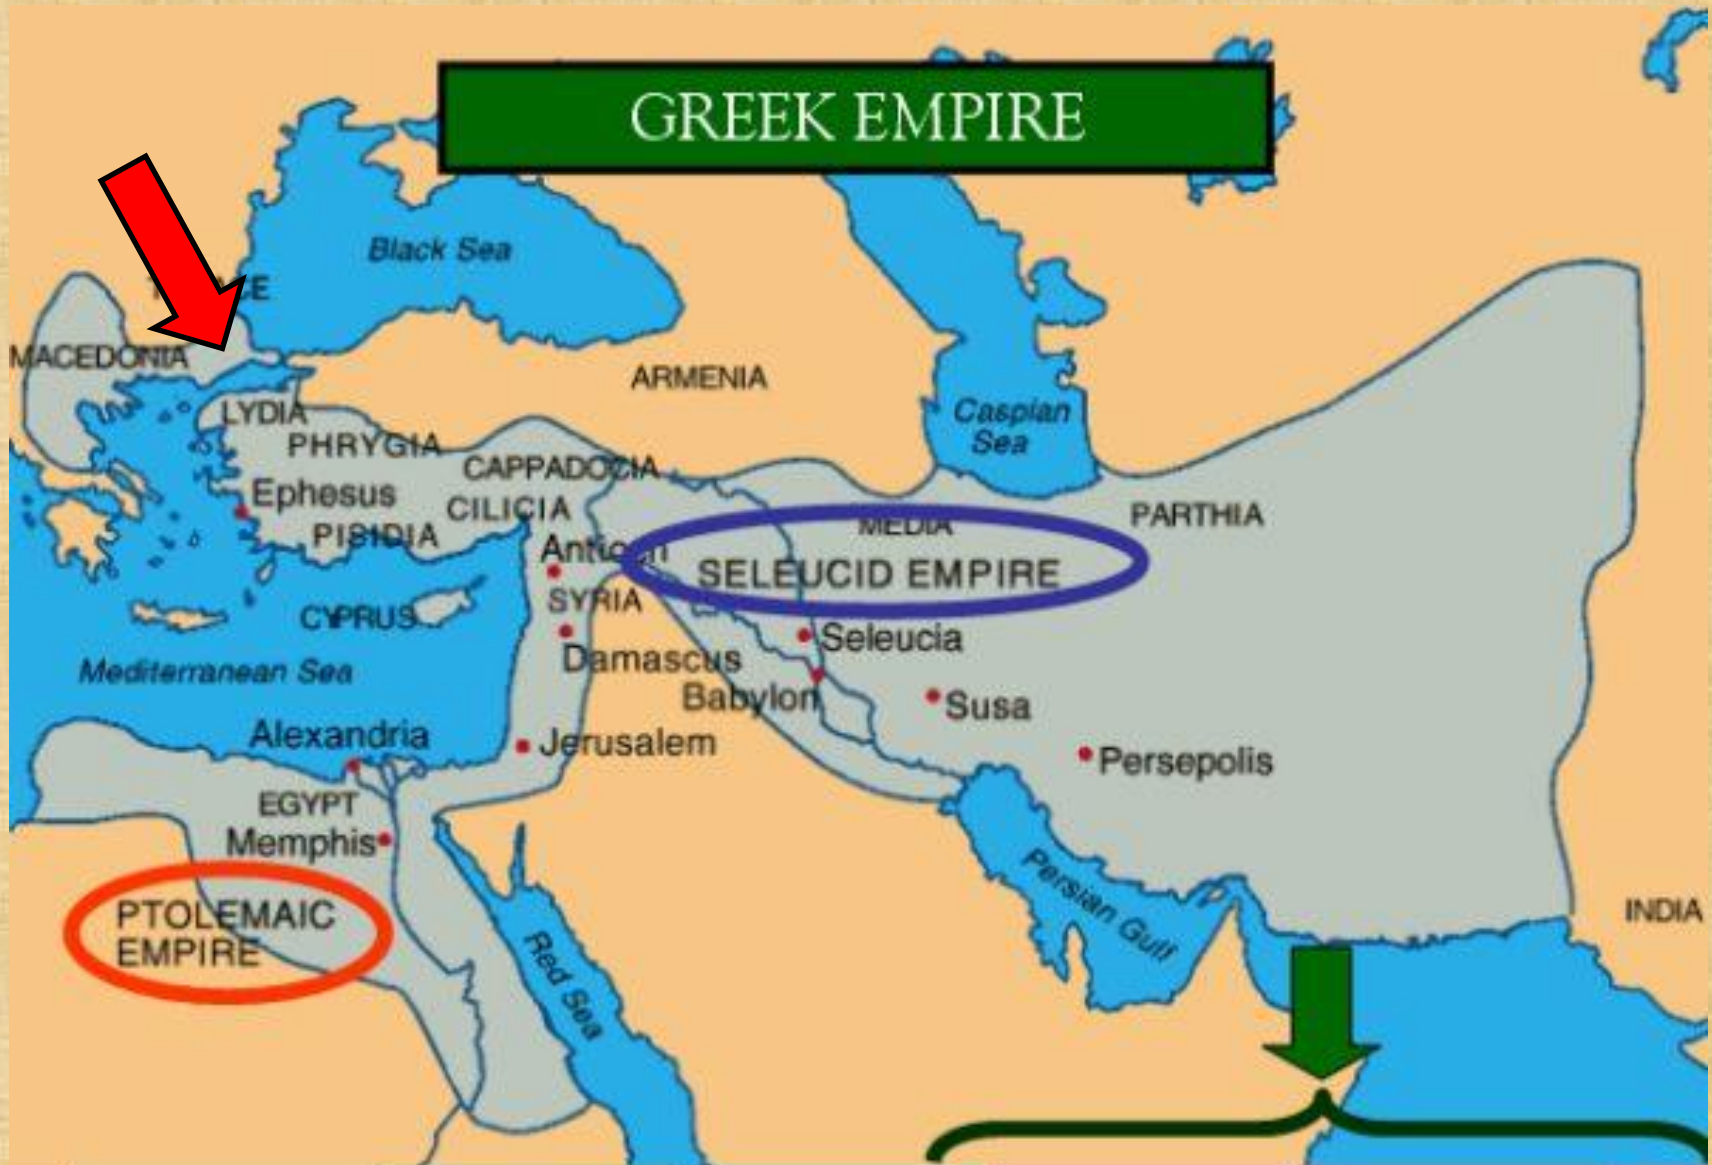 GREEK EMPIRE
Black Sea
MACEDONIA
ARMENIA
LYDIA
Caspian
Sea
PHRYGIA
CAPPADOCIA
Ephesus
CILICIA
PARTHIA
MEDIA
PISIDIA
Antioch
SELEUCID EMPIRE
SYRIA
CYPRUS
Seleucia
Damascus
Mediterranean Sea
Babylon
Susa
Alexandria
Jerusalem
Persepolis
EGYPT
Memphis
Persian Gulf
PTOLEMAIC
EMPIRE
INDIA
Red Sea